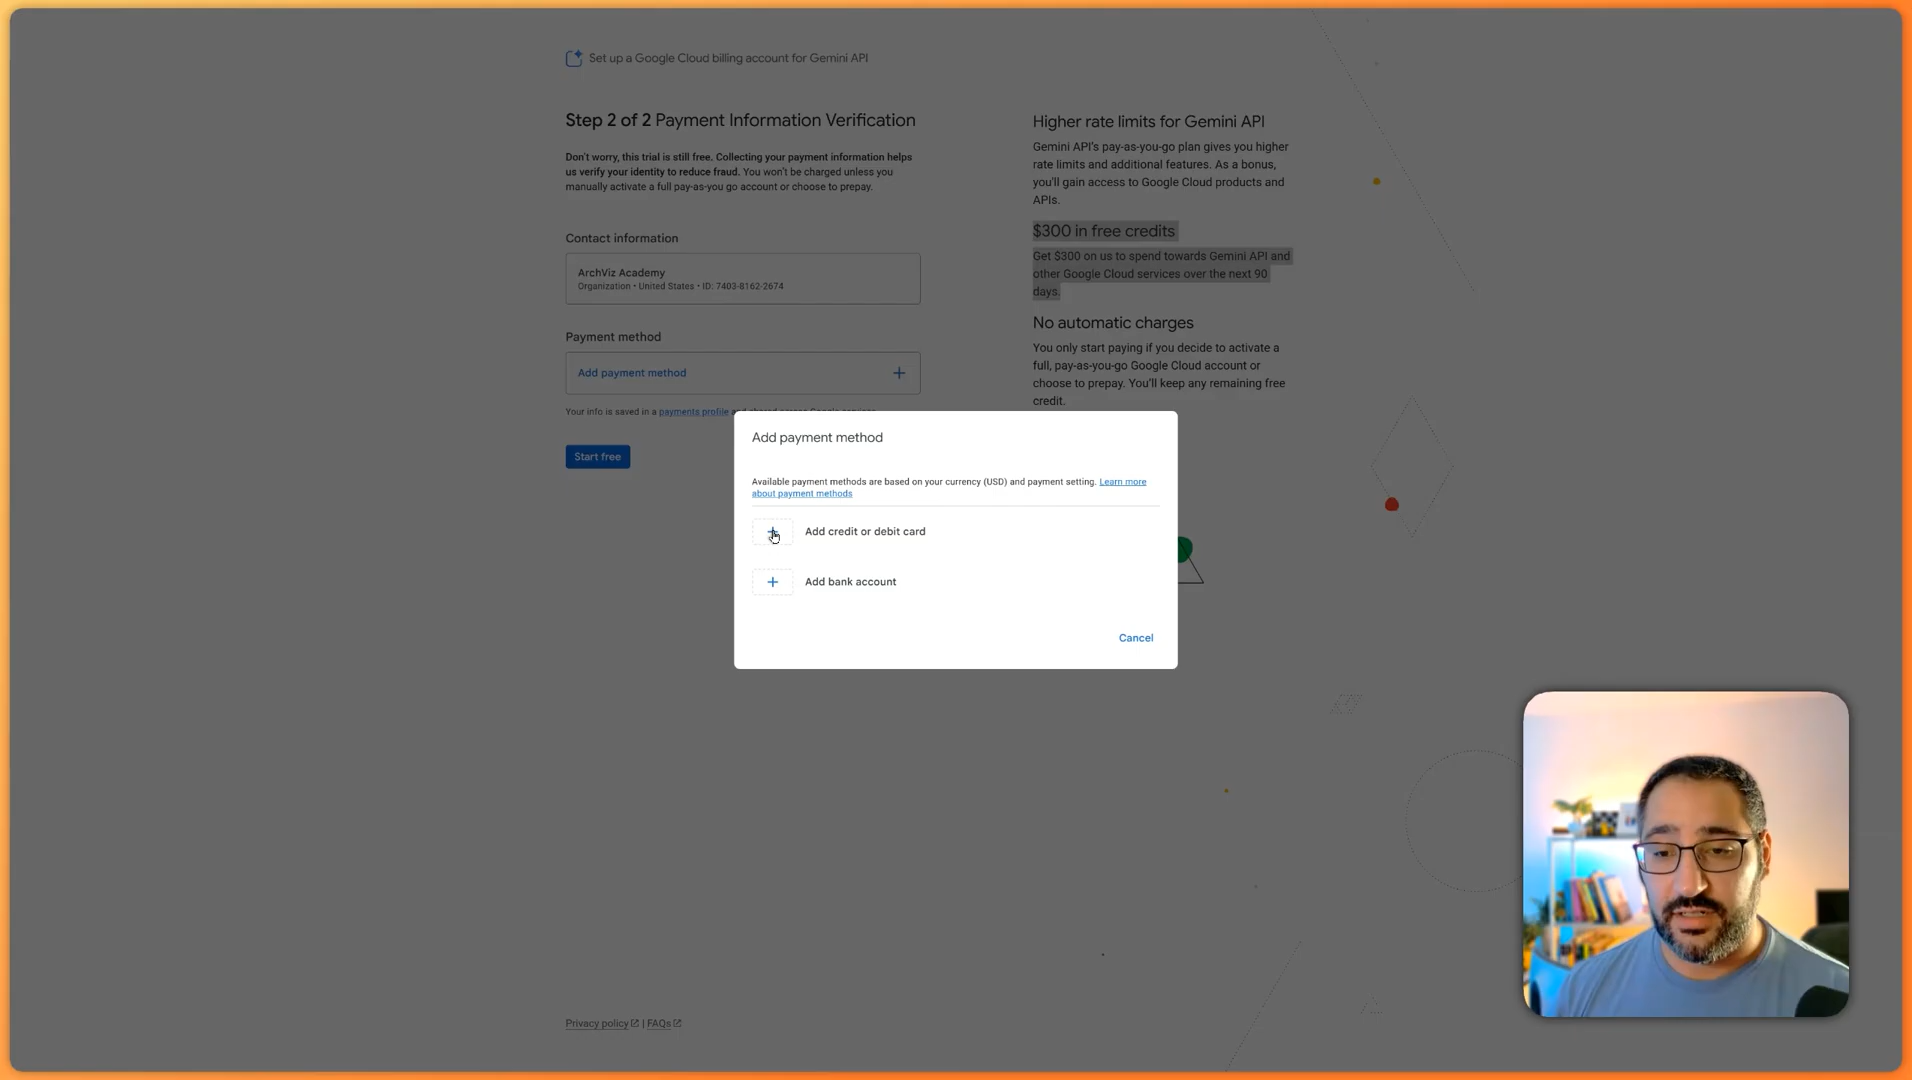 Set up a Google Cloud billing account for Gemini API
Step 2 of 2 Payment Information Verification
Don't worry, this trial is still free. Collecting your payment information helps
us verify your identity to reduce fraud. You won't be charged unless you
manually activate a full pay-as-you go account or choose to prepay.
Contact information
ArchViz Academy
Organization • United States • ID: 7403-8162-2674
Payment method
Add payment method
Your info is saved in a payments profile and shared across Google services.
Start free
Higher rate limits for Gemini API
Gemini API's pay-as-you-go plan gives you higher
rate limits and additional features. As a bonus,
you'll gain access to Google Cloud products and
APIs.
$300 in free credits
Get $300 on us to spend towards Gemini API and
other Google Cloud services over the next 90
days.
No automatic charges
You only start paying if you decide to activate a
full, pay-as-you-go Google Cloud account or
choose to prepay. You'll keep any remaining free
credit.
Add payment method
Available payment methods are based on your currency (USD) and payment setting. Learn more
about payment methods
Add credit or debit card
Add bank account
Cancel
Privacy policy | FAQs